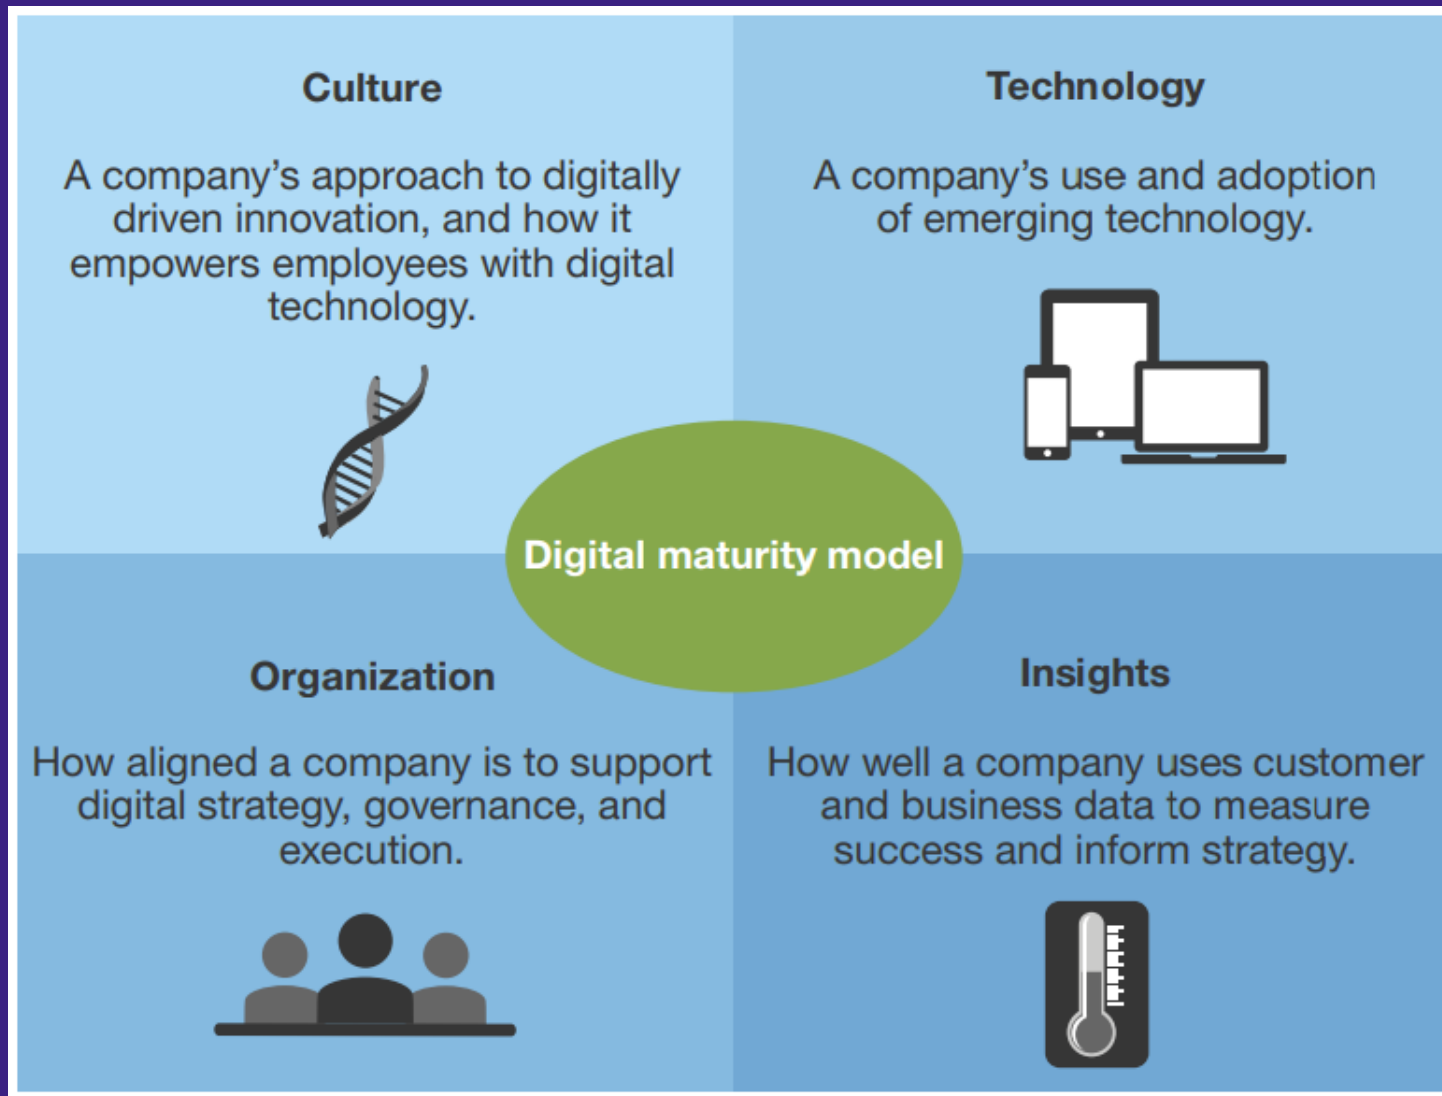 Culture
A company’s approach to digitally
driven innovation, and how it
empowers employees with digital
technology.
Technology
A company’s use and adoption
of emerging technology.
Digital maturity model
Organization
How aligned a company is to support
digital strategy, governance, and
execution.
Insights
How well a company uses customer
and business data to measure
success and inform strategy.